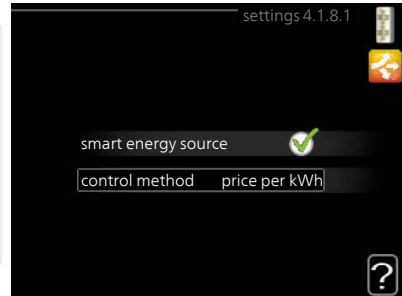 settings 4.1.8.1
smart energy source
control method price per kWh
?